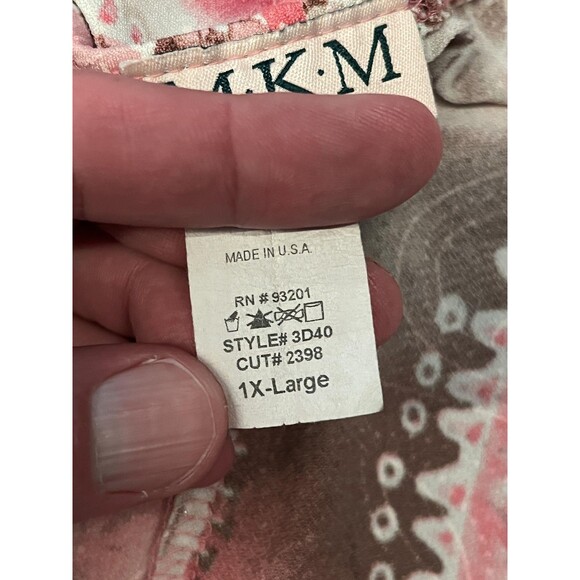 M·K·M
MADE IN U.S.A.
RN # 93201
STYLE# 3D40
CUT# 2398
1X-Large